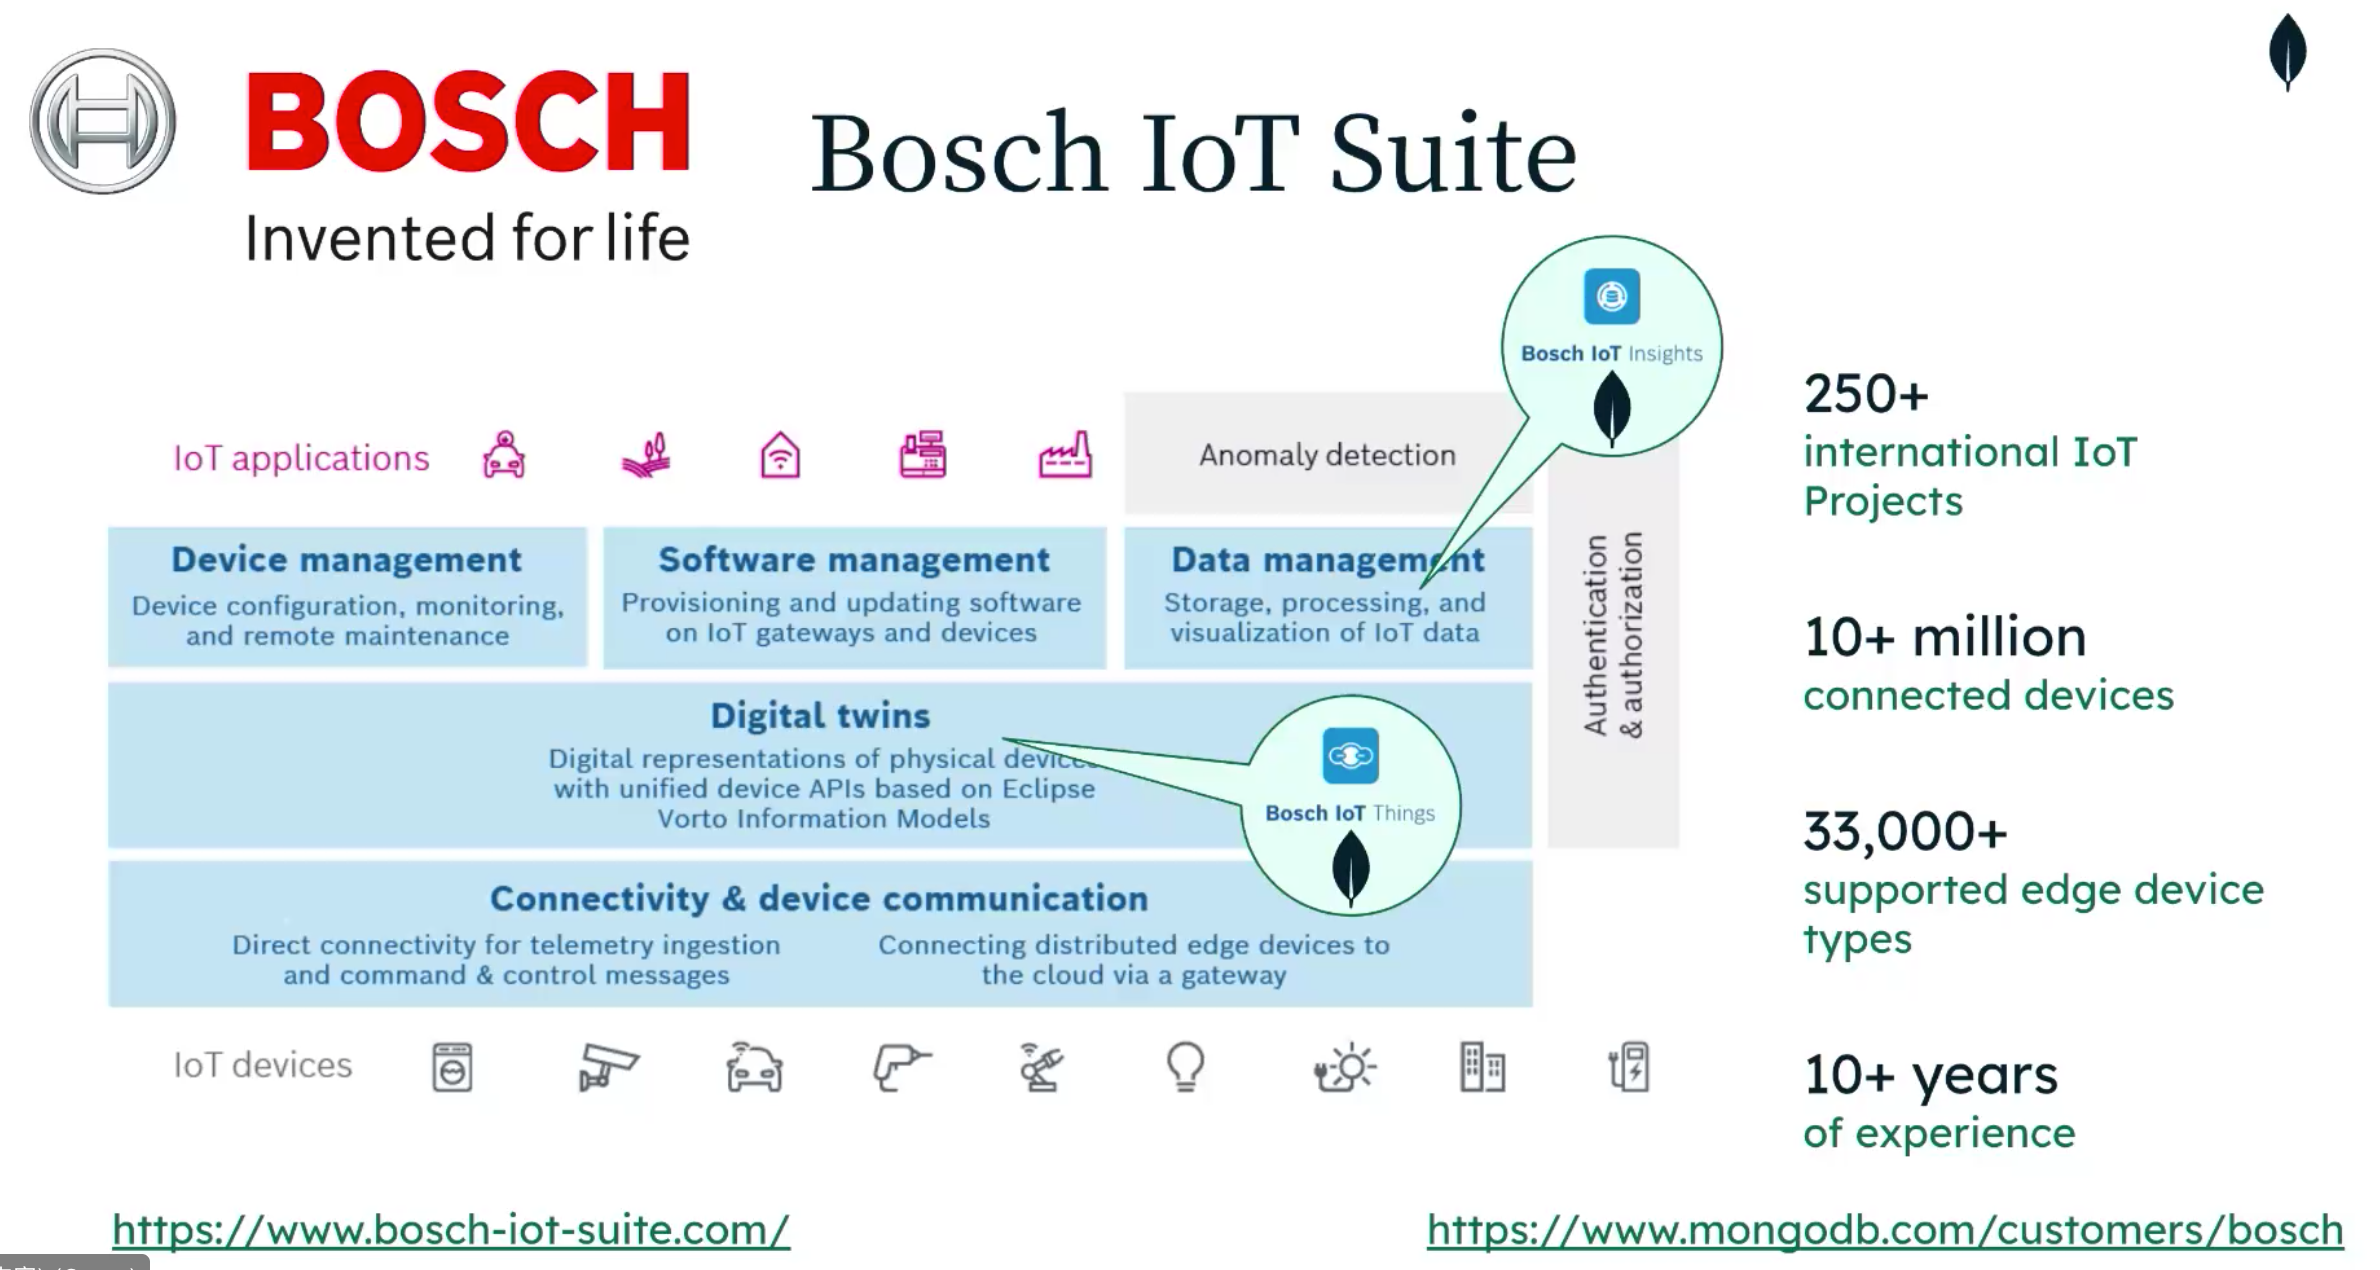 BOSCH
Invented for life
Bosch IoT Suite
Bosch IoT Insights
IoT applications
Anomaly detection
Device management
Device configuration, monitoring,
and remote maintenance
Software management
Provisioning and updating software
on IoT gateways and devices
Data management
Storage, processing, and
visualization of IoT data
Authentication
& authorization
Digital twins
Digital representations of physical devices
with unified device APIs based on Eclipse
Vorto Information Models
Bosch IoT Things
Connectivity & device communication
Direct connectivity for telemetry ingestion
and command & control messages
Connecting distributed edge devices to
the cloud via a gateway
IoT devices
250+
international IoT
Projects
10+ million
connected devices
33,000+
supported edge device
types
10+ years
of experience
https://www.bosch-iot-suite.com/
https://www.mongodb.com/customers/bosch